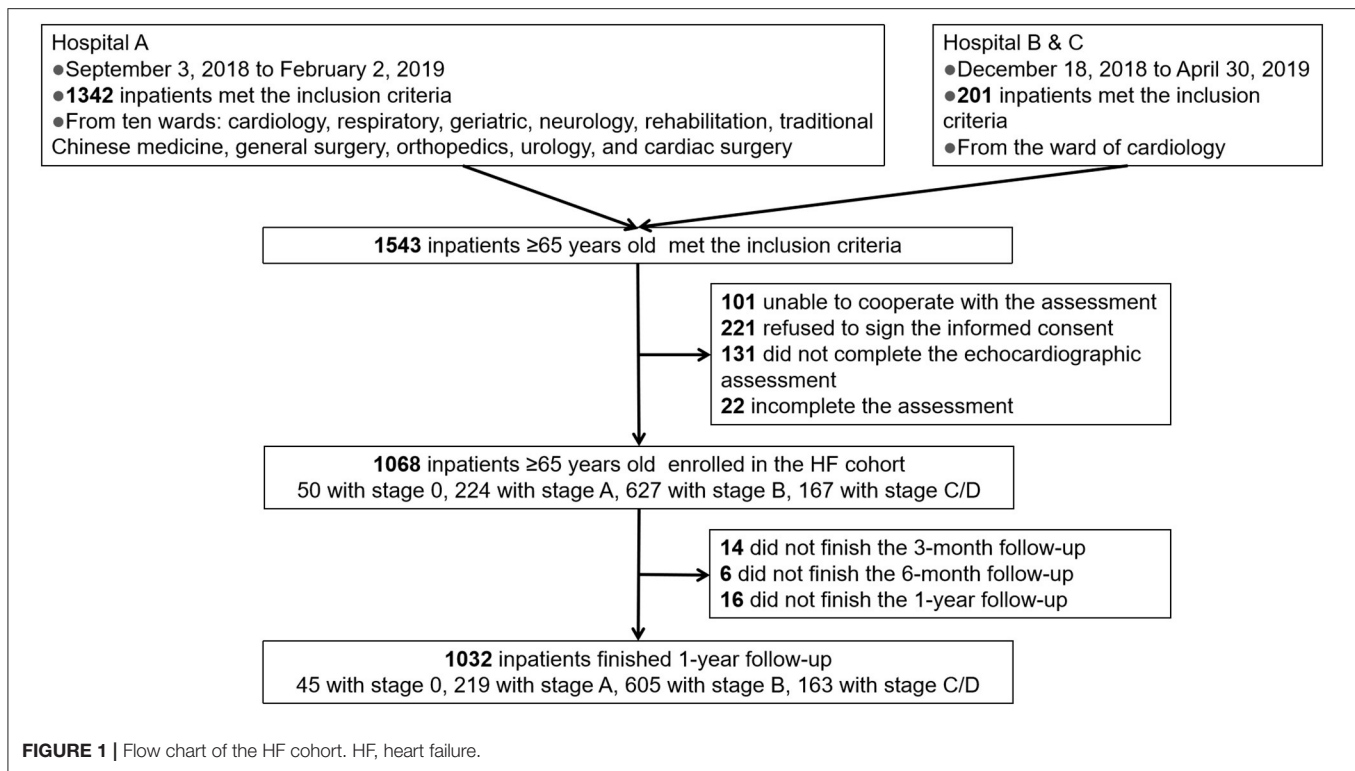 Hospital A
●September 3, 2018 to February 2, 2019
●1342 inpatients met the inclusion criteria
●From ten wards: cardiology, respiratory, geriatric, neurology, rehabilitation, traditional
Chinese medicine, general surgery, orthopedics, urology, and cardiac surgery
Hospital B & C
●December 18, 2018 to April 30, 2019
●201 inpatients met the inclusion
criteria
●From the ward of cardiology
1543 inpatients ≥65 years old met the inclusion criteria
101 unable to cooperate with the assessment
221 refused to sign the informed consent
131 did not complete the echocardiographic
assessment
22 incomplete the assessment
1068 inpatients ≥65 years old enrolled in the HF cohort
50 with stage 0, 224 with stage A, 627 with stage B, 167 with stage C/D
14 did not finish the 3-month follow-up
6 did not finish the 6-month follow-up
16 did not finish the 1-year follow-up
1032 inpatients finished 1-year follow-up
45 with stage 0, 219 with stage A, 605 with stage B, 163 with stage C/D
FIGURE 1 | Flow chart of the HF cohort. HF, heart failure.